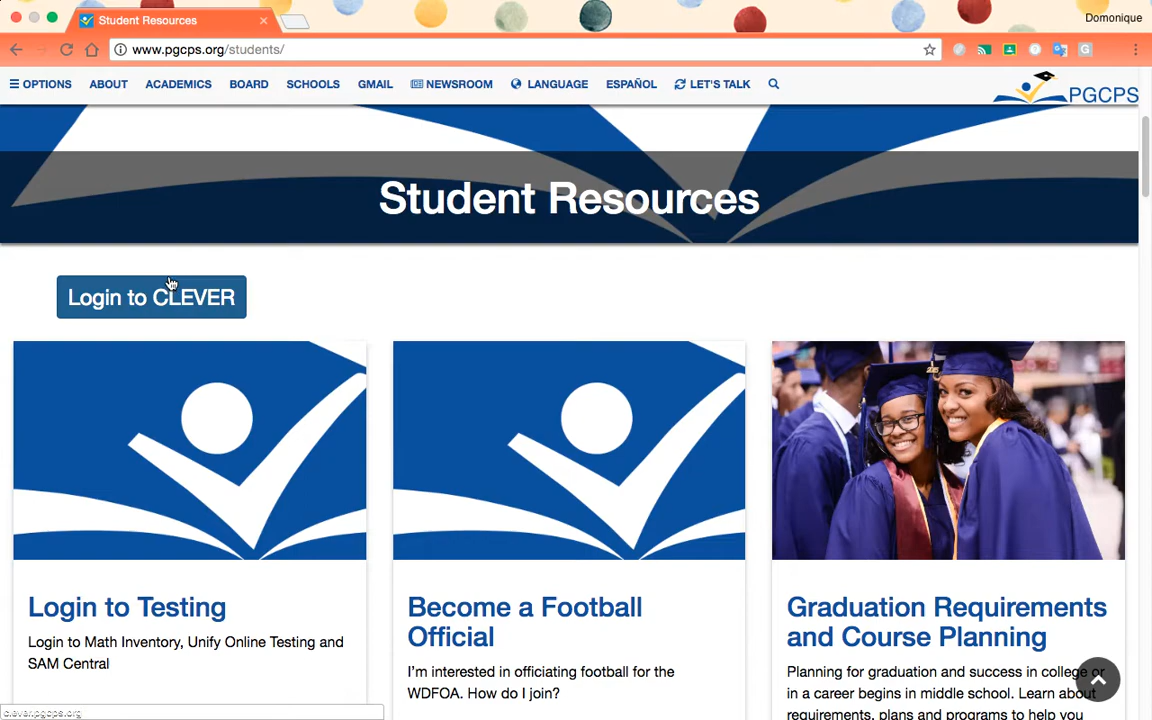 Student Resources
Domonique
www.pgcps.org/students/
OPTIONS ABOUT ACADEMICS BOARD SCHOOLS GMAIL NEWSROOM LANGUAGE ESPAÑOL LET'S TALK
PGCPS
Student Resources
Login to CLEVER
Login to Testing
Login to Math Inventory, Unify Online Testing and
SAM Central
Become a Football
Official
I'm interested in officiating football for the
WDFOA. How do I join?
Graduation Requirements
and Course Planning
Planning for graduation and success in college or
in a career begins in middle school. Learn about
requirements, plans and programs to help you
clever.pgcps.org